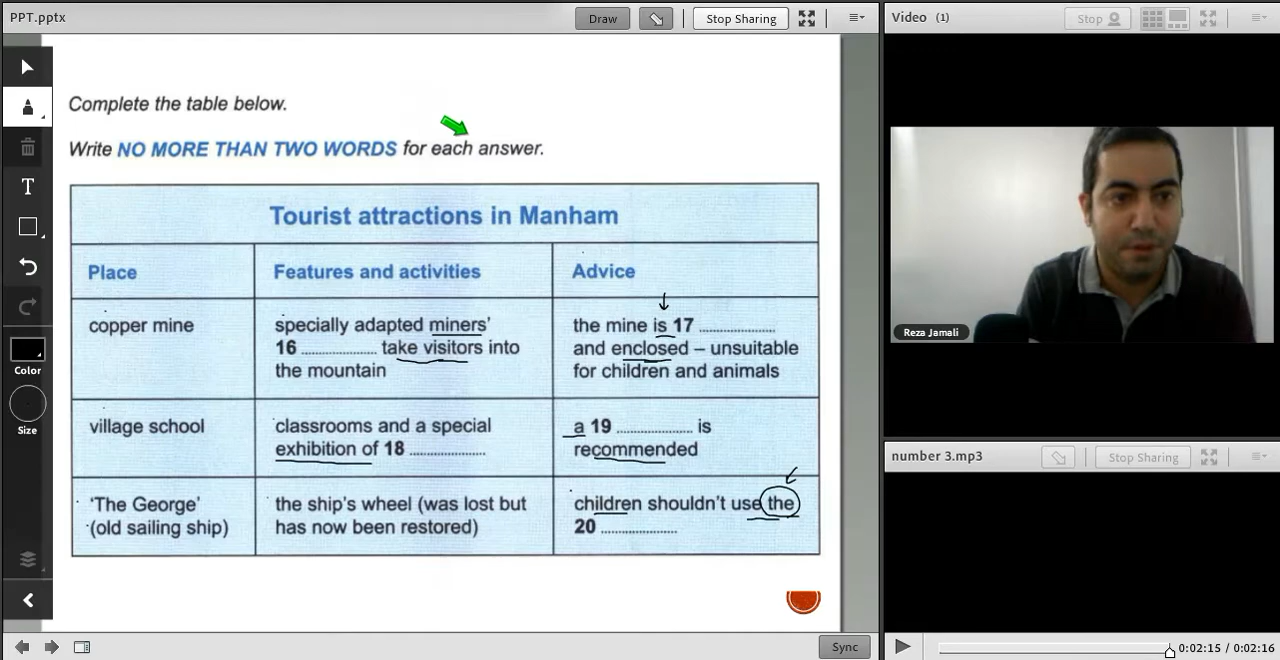 PPT.pptx
Draw
Stop Sharing
Video (1)
Stop
Complete the table below.
Write NO MORE THAN TWO WORDS for each answer.
T
Tourist attractions in Manham
Place
Features and activities
Advice
copper mine
specially adapted miners'
16 .................... take visitors into
the mountain
the mine is 17 ....................
and enclosed – unsuitable
for children and animals
village school
classrooms and a special
exhibition of 18 ....................
a 19 .................... is
recommended
'The George'
(old sailing ship)
the ship's wheel (was lost but
has now been restored)
children shouldn't use the
20 ....................
Color
Size
Sync
Reza Jamali
number 3.mp3
Stop Sharing
0:02:15 / 0:02:16